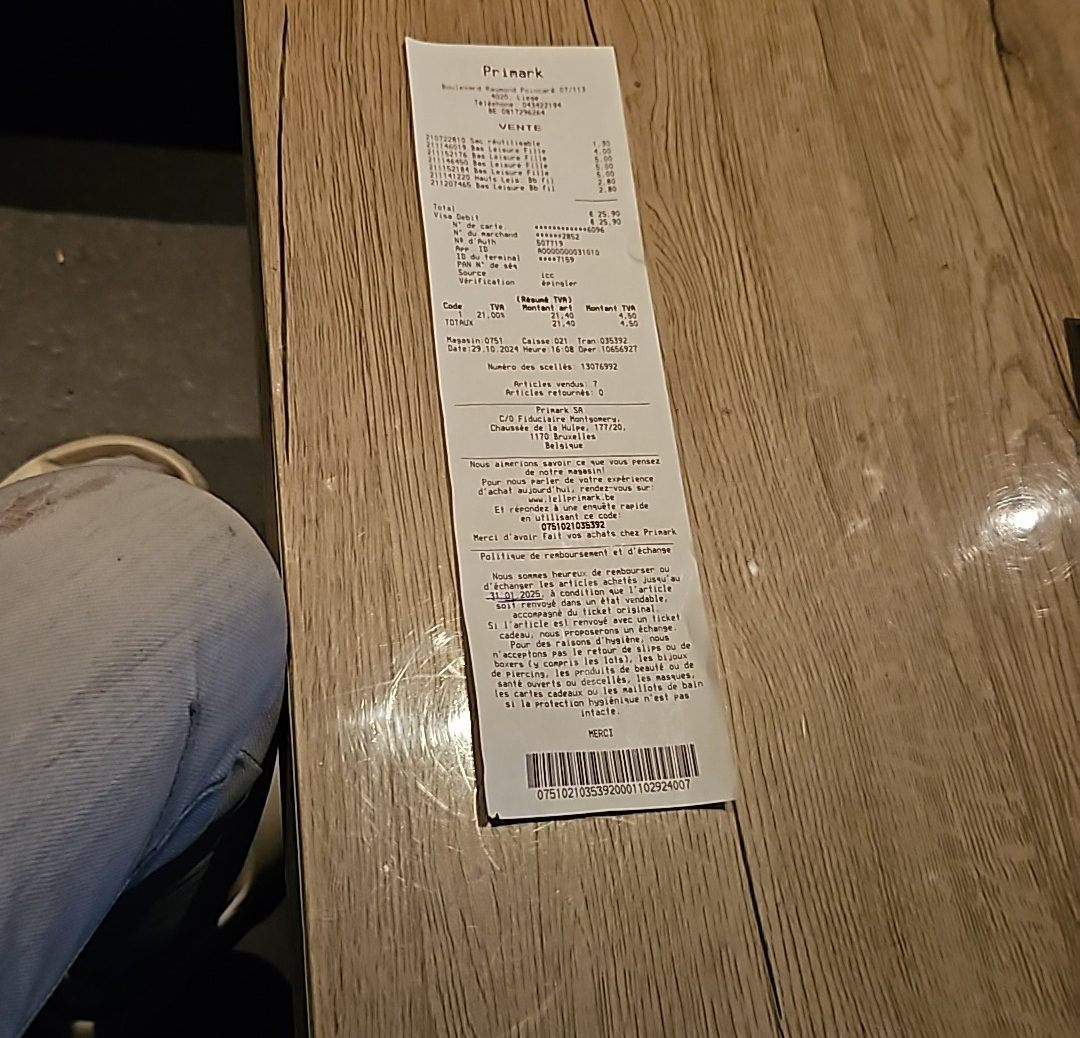 Primark
Boulevard Raymond Poincaré 07/113
4020, Liege
Téléphone: 043422194
BE 0817296264
VENTE
210722810 Sac réutilisable 1,30
211146019 Bas Leisure Fille 4,00
211152176 Bas Leisure Fille 5,00
211146450 Bas Leisure Fille 5,00
211152184 Bas Leisure Fille 5,00
211141220 Hauts Leis. Bb fil 2,80
211207465 Bas Leisure Bb fil 2,80
Total € 25,90
Visa Debit € 25,90
N° de carte ************6096
N° du marchand ******2852
Nº d'Auth 507719
App. ID A0000000031010
ID du terminal ****7159
PAN N° de séq
Source icc
Vérification épingler
(Résumé TVA)
Code TVA Montant art Montant TVA
1 21,00% 21,40 4,50
TOTAUX 21,40 4,50
Magasin:0751 Caisse:021 Tran:035392
Date:29.10.2024 Heure:16:08 Oper:10656927
Numéro des scellés: 13076992
Articles vendus: 7
Articles retournés: 0
Primark SA
C/O Fiduciaire Montgomery,
Chaussée de la Hulpe, 177/20,
1170 Bruxelles
Belgique
Nous aimerions savoir ce que vous pensez
de notre magasin!
Pour nous parler de votre expérience
d'achat aujourd'hui, rendez-vous sur:
www.tellprimark.be
Et répondez à une enquête rapide
en utilisant ce code:
0751021035392
Merci d'avoir fait vos achats chez Primark
Politique de remboursement et d'échange
Nous sommes heureux de rembourser ou
d'échanger les articles achetés jusqu'au
31.01.2025, à condition que l'article
soit renvoyé dans un état vendable,
accompagné du ticket original.
Si l'article est renvoyé avec un ticket
cadeau, nous proposerons un échange.
Pour des raisons d'hygiène, nous
n'acceptons pas le retour de slips ou de
boxers (y compris les lots), les bijoux
de piercing, les produits de beauté ou de
santé ouverts ou descellés, les masques,
les cartes cadeaux ou les maillots de bain
si la protection hygiénique n'est pas
intacte.
MERCI
07510210353920001102924007